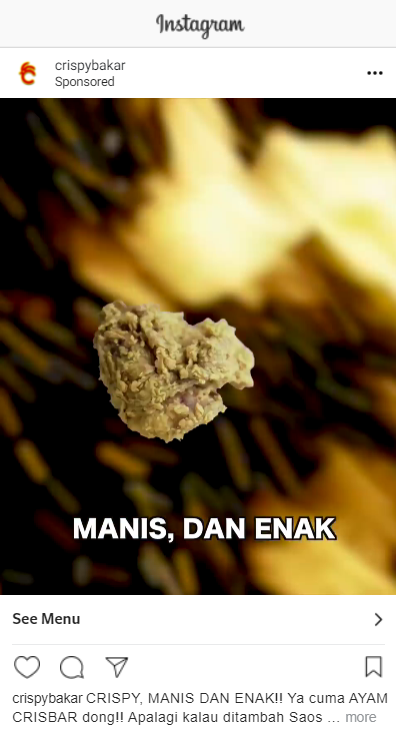 Instagram
crispybakar
Sponsored
MANIS, DAN ENAK
See Menu
crispybakar CRISPY, MANIS DAN ENAK!! Ya cuma AYAM
CRISBAR dong!! Apalagi kalau ditambah Saos ... more